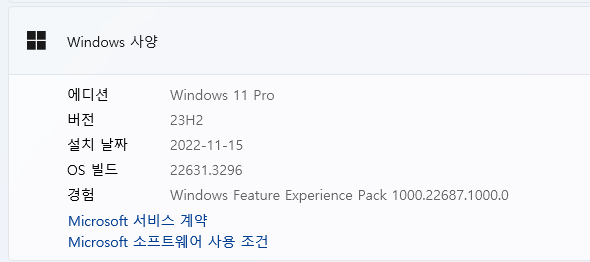 Windows 사양
에디션 Windows 11 Pro
버전 23H2
설치 날짜 2022-11-15
OS 빌드 22631.3296
경험 Windows Feature Experience Pack 1000.22687.1000.0
Microsoft 서비스 계약
Microsoft 소프트웨어 사용 조건